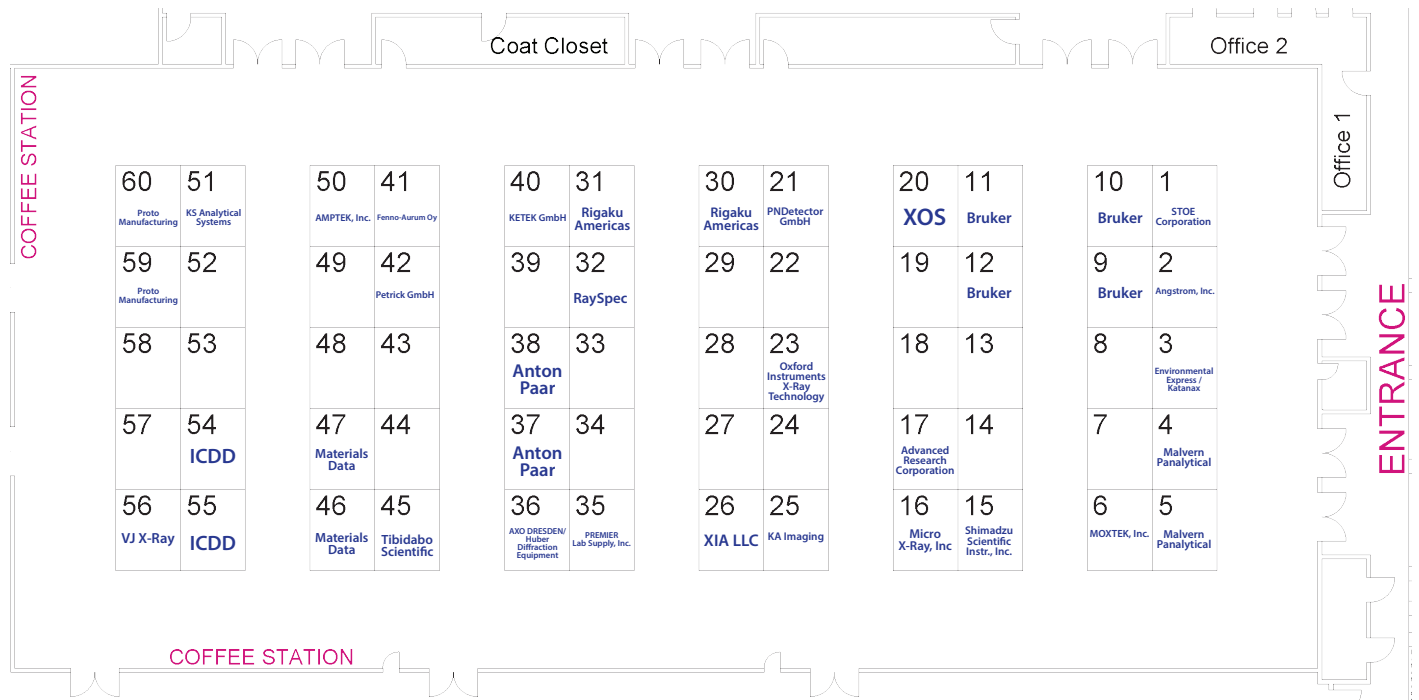 Coat Closet
Office 2
Office 1
COFFEE STATION
ENTRANCE
60
Proto
Manufacturing
51
KS Analytical
Systems
50
AMPTEK, Inc.
41
Fenno-Aurum Oy
40
KETEK GmbH
31
Rigaku
Americas
30
Rigaku
Americas
21
PNDetector
GmbH
20
XOS
11
Bruker
10
Bruker
1
STOE
Corporation
59
Proto
Manufacturing
52
49
42
Petrick GmbH
39
32
RaySpec
29
22
19
12
Bruker
9
Bruker
2
Angstrom, Inc.
58
53
48
43
38
Anton
Paar
33
28
23
Oxford
Instruments
X-Ray
Technology
18
13
8
3
Environmental
Express /
Katanax
57
54
ICDD
47
Materials
Data
44
37
Anton
Paar
34
27
24
17
Advanced
Research
Corporation
14
7
4
Malvern
Panalytical
56
VJ X-Ray
55
ICDD
46
Materials
Data
45
Tibidabo
Scientific
36
AXO DRESDEN/
Huber
Diffraction
Equipment
35
PREMIER
Lab Supply, Inc.
26
XIA LLC
25
KA Imaging
16
Micro
X-Ray, Inc
15
Shimadzu
Scientific
Instr., Inc.
6
MOXTEK, Inc.
5
Malvern
Panalytical
COFFEE STATION